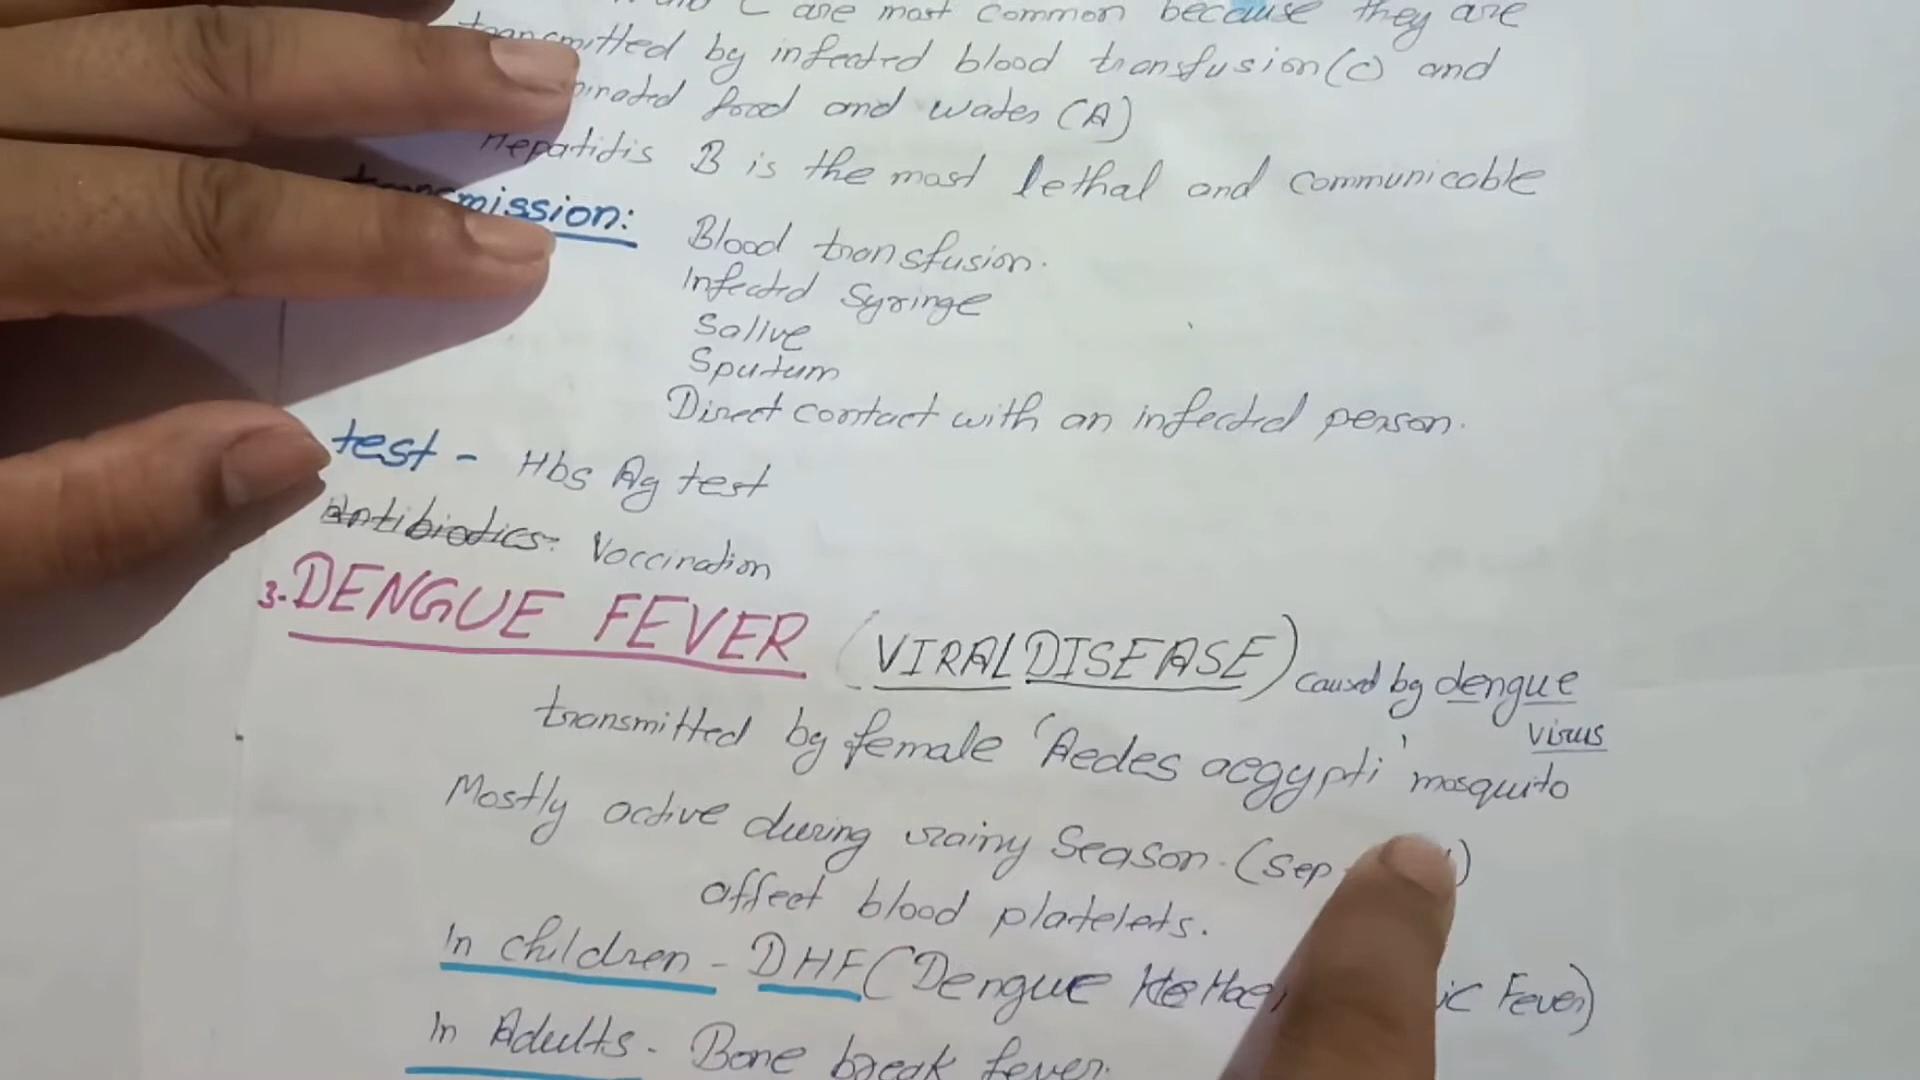 C are most common because they are
transmitted by infected blood transfusion(C) and
food and water (A)
Hepatitis B is the most lethal and communicable
transmission:
Blood transfusion.
Infected Syringe
Salive
Sputum
Direct contact with an infected person.
test - Hbs Ag test
Antibiotics: Vaccination
3. DENGUE FEVER (VIRAL DISEASE) caused by dengue
virus
transmitted by female 'Aedes aegypti' mosquito
Mostly active during rainy Season. (Sep
affect blood platelets.
In children - DHF (Dengue Fever)
In Adults - Bone break fever.